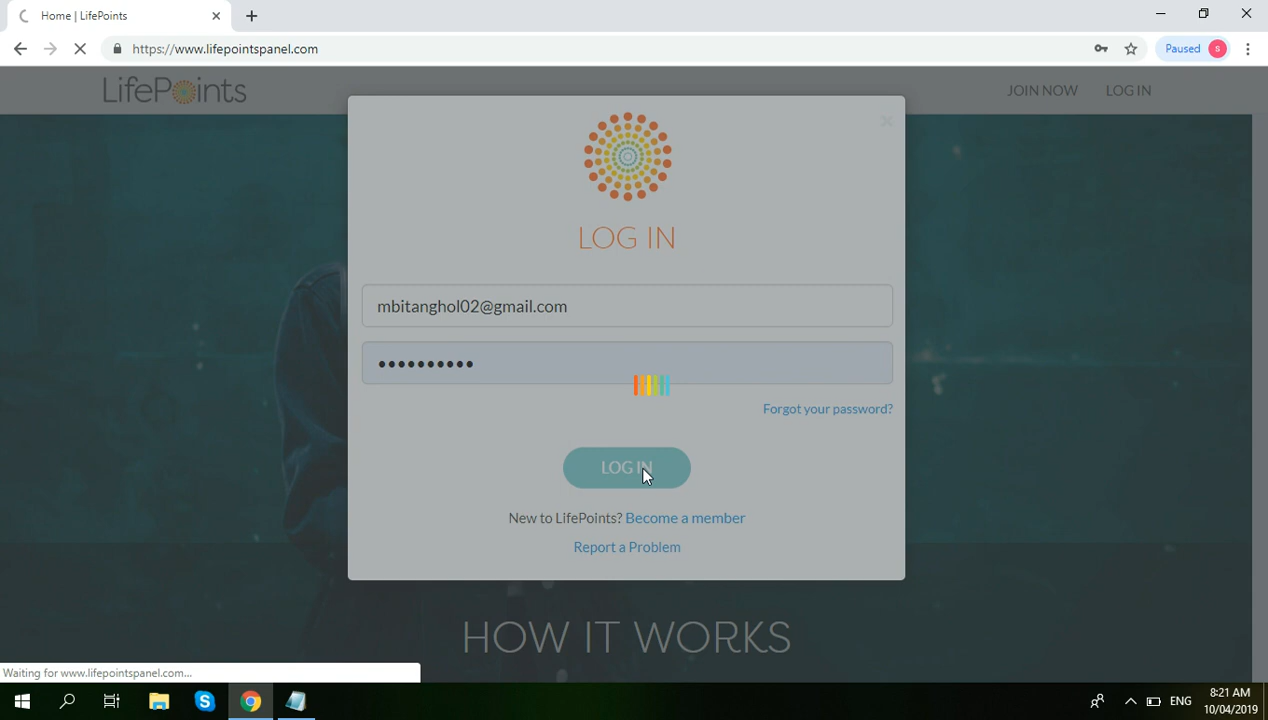 Home | LifePoints
https://www.lifepointspanel.com
Paused
s
LifePoints
JOIN NOW
LOG IN
LOG IN
mbitanghol02@gmail.com
••••••••••
Forgot your password?
LOG IN
New to LifePoints? Become a member
Report a Problem
HOW IT WORKS
Waiting for www.lifepointspanel.com...
ENG
8:21 AM
10/04/2019